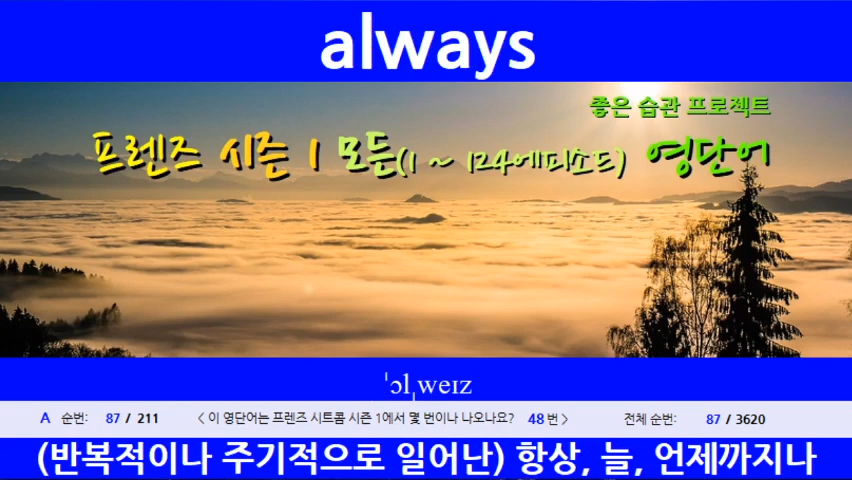 always
좋은 습관 프로젝트
프렌즈 시즌 1 모든(1 ~ 124에피소드) 영단어
ˈɔlˌweɪz
A 순번: 87 / 211 < 이 영단어는 프렌즈 시트콤 시즌 1에서 몇 번이나 나오나요? 48 번 > 전체 순번: 87 / 3620
(반복적이나 주기적으로 일어난) 항상, 늘, 언제까지나